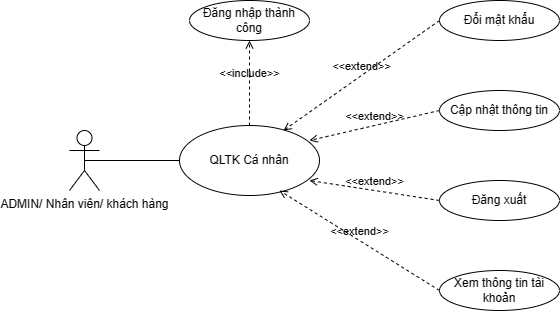 Đăng nhập thành
công
Đổi mật khẩu
<<include>>
<<extend>>
Cập nhật thông tin
<<extend>>
QLTK Cá nhân
<<extend>>
Đăng xuất
ADMIN/ Nhân viên/ khách hàng
<<extend>>
Xem thông tin tài
khoản